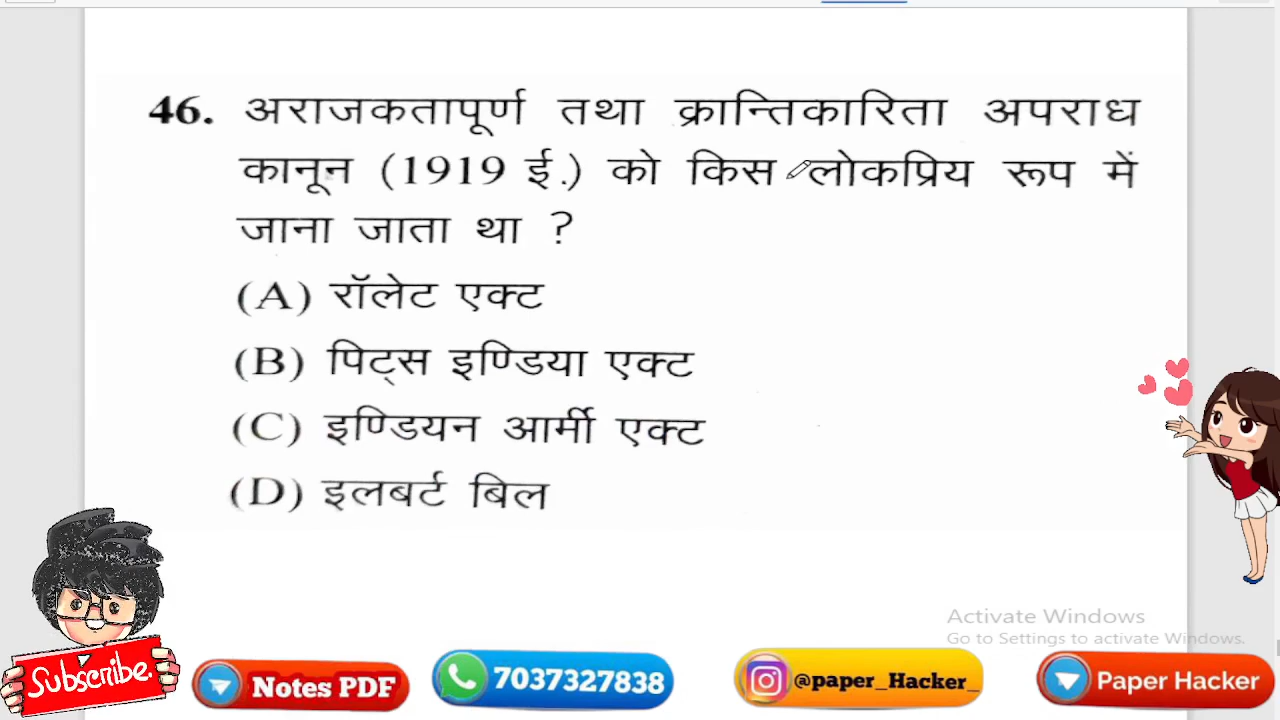 46. अराजकतापूर्ण तथा क्रान्तिकारिता अपराध
कानून (1919 ई.) को किस लोकप्रिय रूप में
जाना जाता था ?
(A) रॉलेट एक्ट
(B) पिट्स इण्डिया एक्ट
(C) इण्डियन आर्मी एक्ट
(D) इलबर्ट बिल
Activate Windows
Go to Settings to activate Windows.
Subscribe.
Notes PDF
7037327838
@paper_Hacker_
Paper Hacker